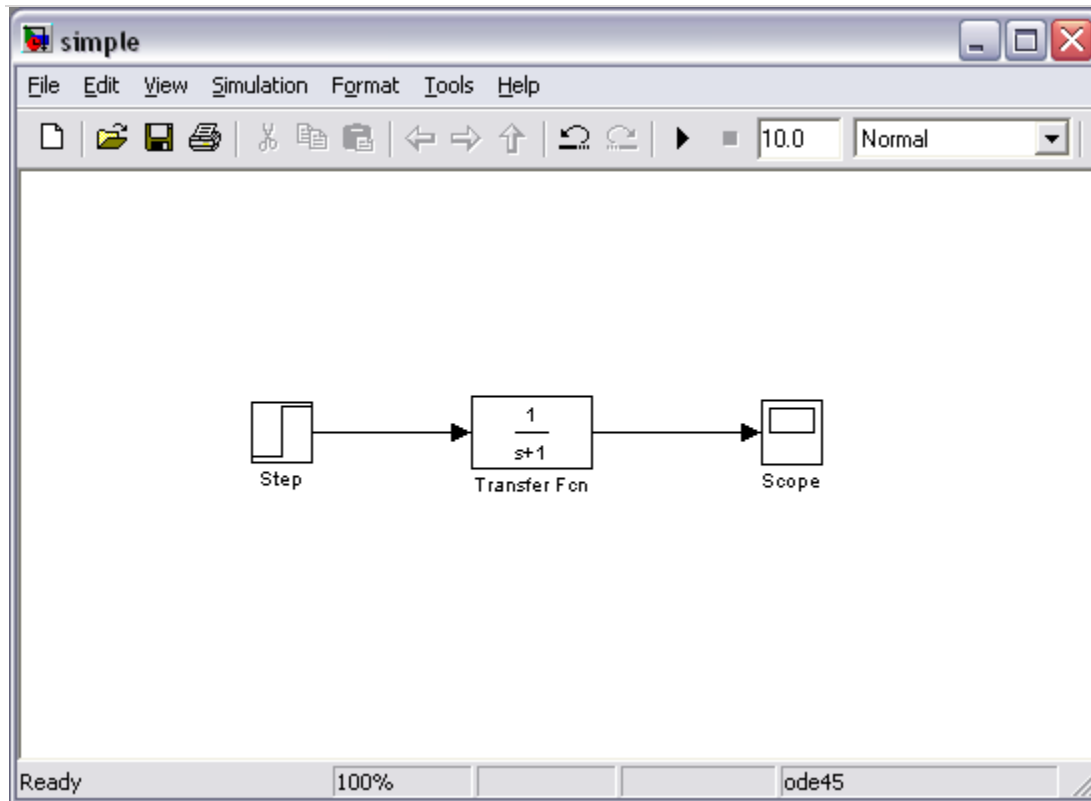 simple
File Edit View Simulation Format Tools Help
10.0 Normal
1
s+1
Step Transfer Fcn Scope
Ready 100% ode45